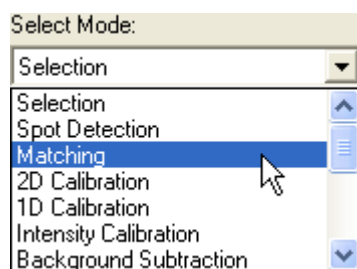 Select Mode:
Selection
Selection
Spot Detection
Matching
2D Calibration
1D Calibration
Intensity Calibration
Background Subtraction